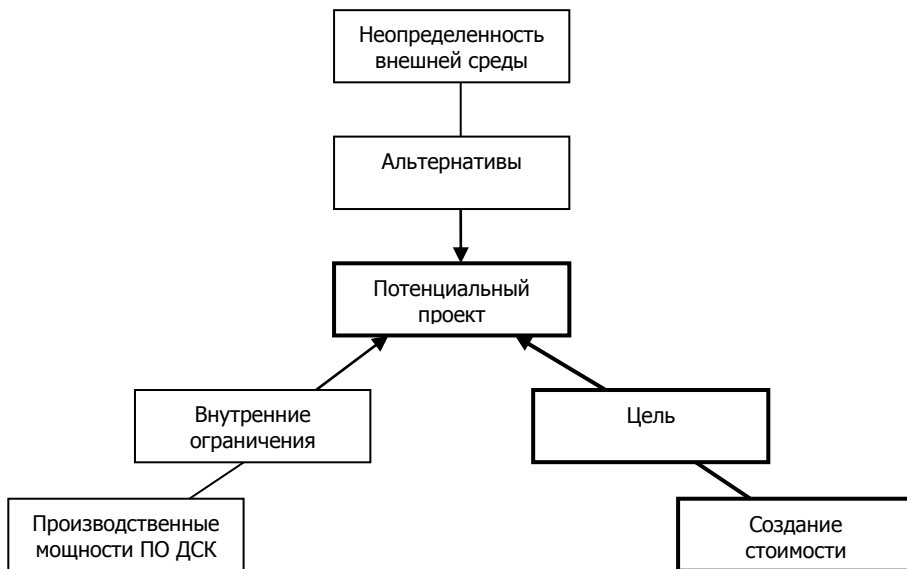 Неопределенность
внешней среды
Альтернативы
Потенциальный
проект
Внутренние
ограничения
Цель
Производственные
мощности ПО ДСК
Создание
стоимости